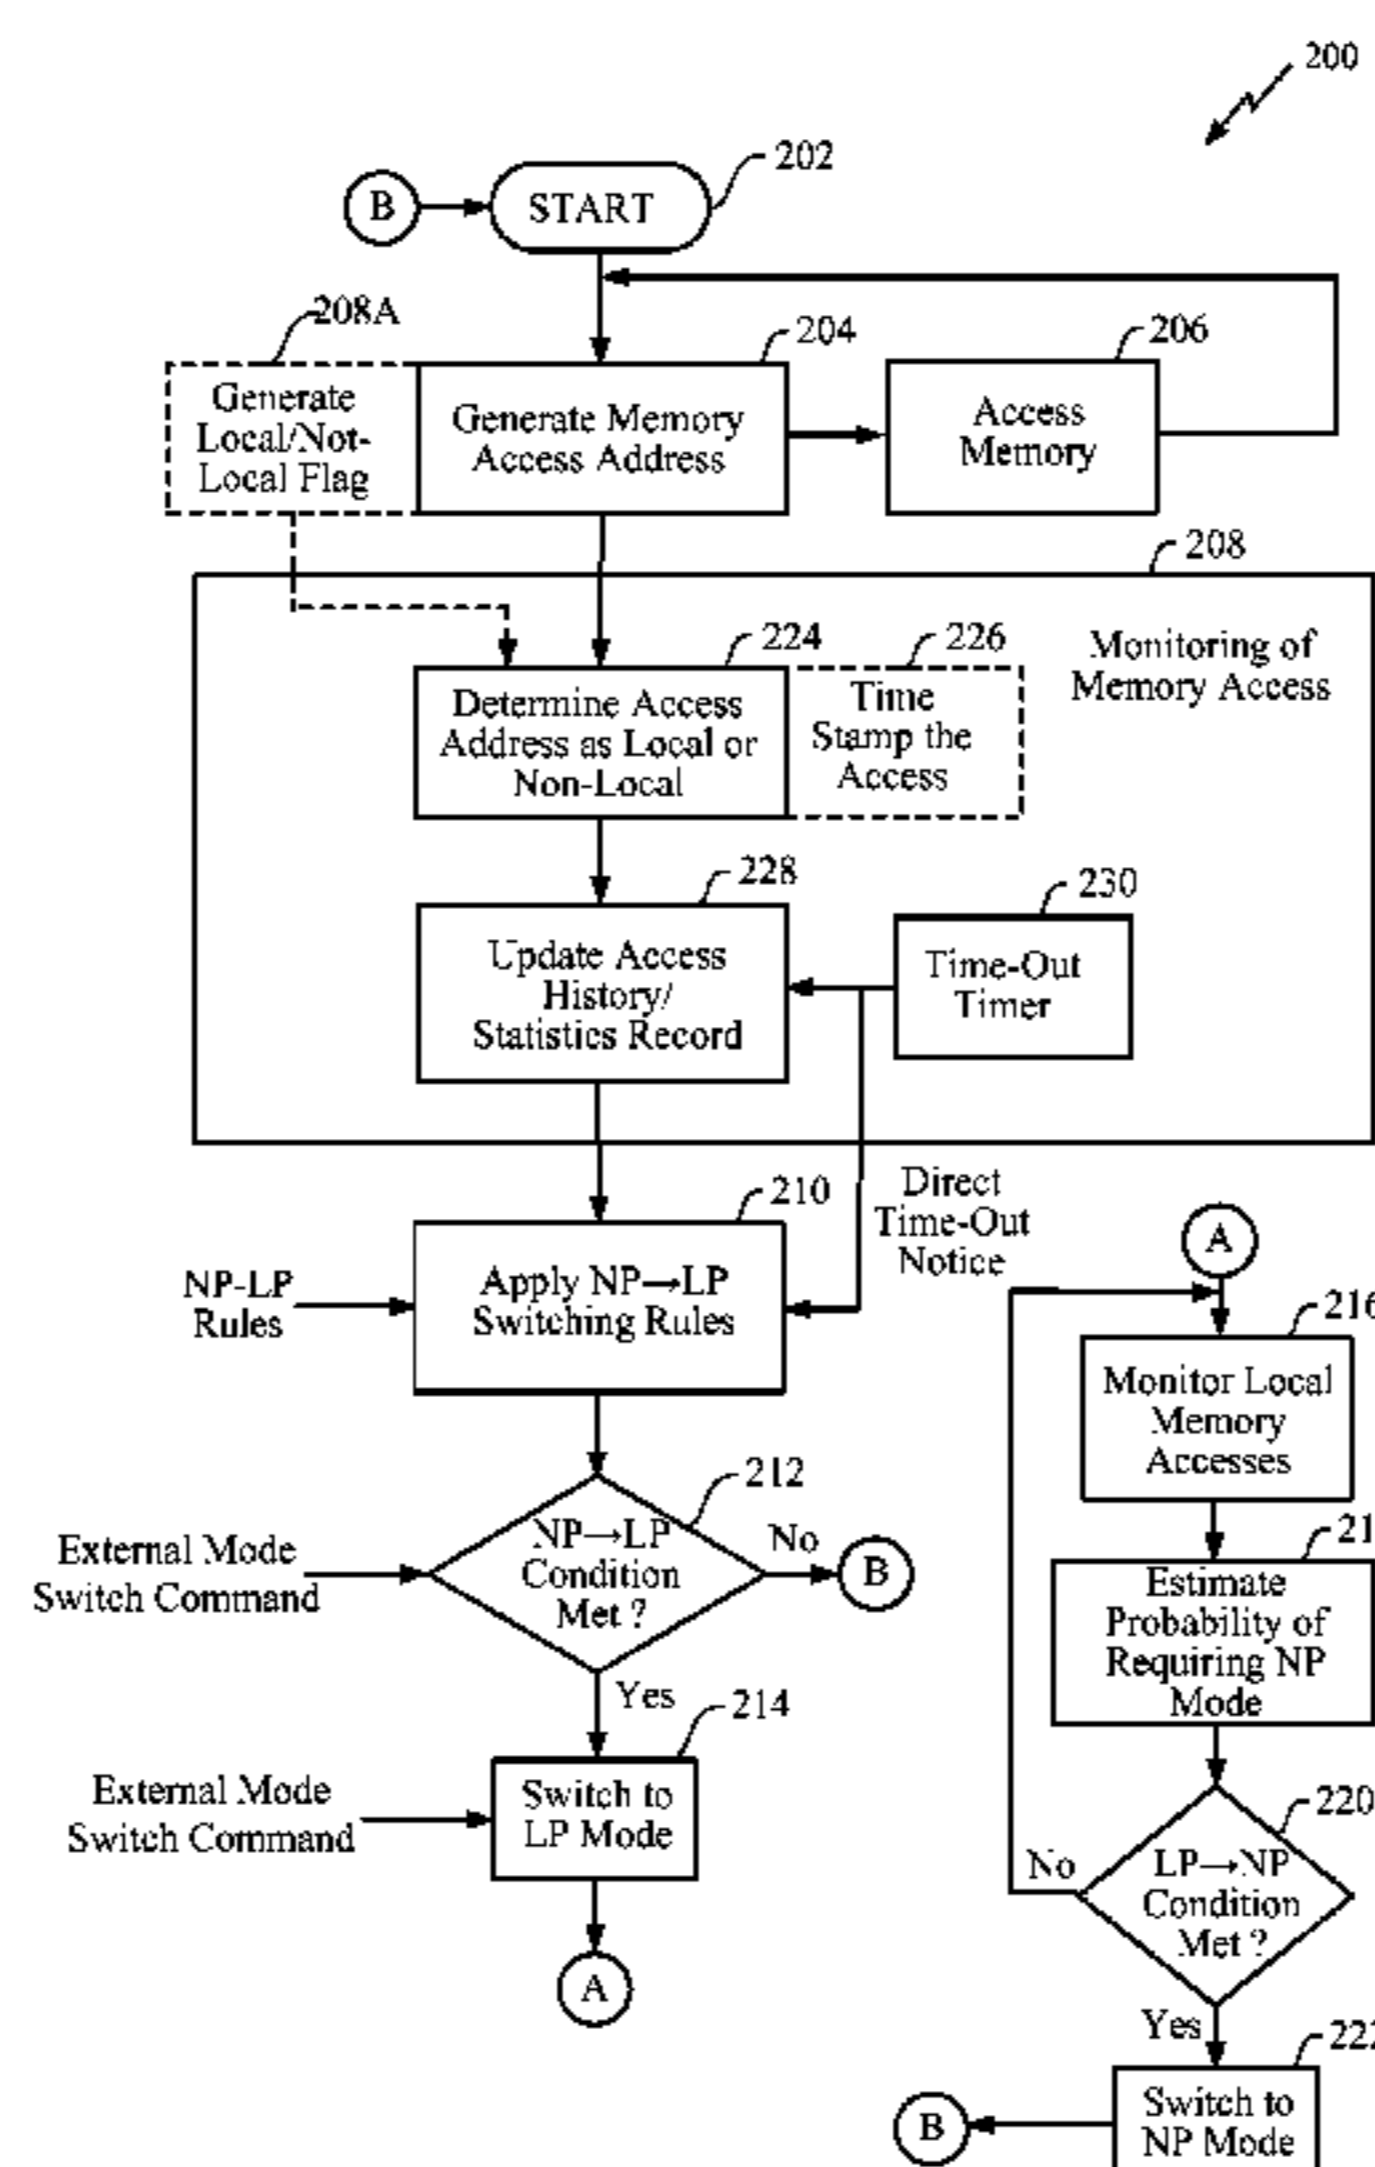 200
202
B
START
208A
204
206
Generate
Local/Not-
Local Flag
Generate Memory
Access Address
Access
Memory
208
Monitoring of
Memory Access
224
226
Determine Access
Address as Local or
Non-Local
Time
Stamp the
Access
228
230
Update Access
History/
Statistics Record
Time-Out
Timer
Direct
Time-Out
Notice
210
NP-LP
Rules
Apply NP→LP
Switching Rules
212
External Mode
Switch Command
NP→LP
Condition
Met ?
No
B
Yes
214
External Mode
Switch Command
Switch to
LP Mode
A
A
216
Monitor Local
Memory
Accesses
21
Estimate
Probability of
Requiring NP
Mode
220
No
LP→NP
Condition
Met ?
Yes
222
B
Switch to
NP Mode